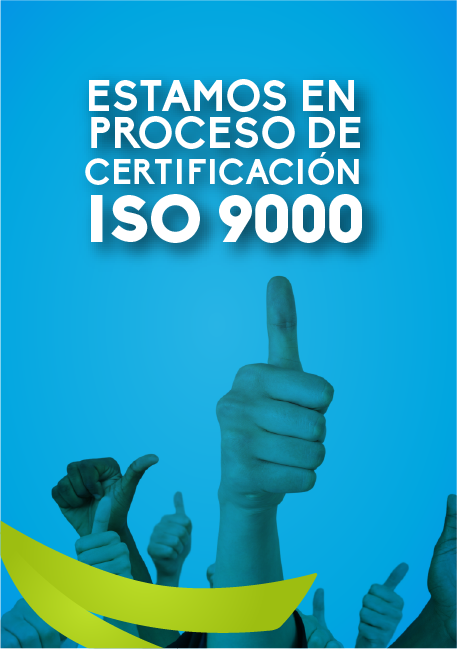 ESTAMOS EN
PROCESO DE
CERTIFICACIÓN
ISO 9000